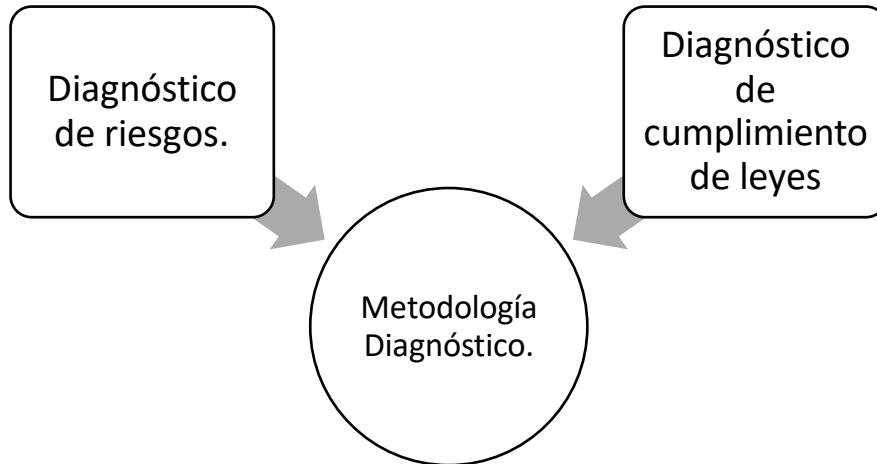 Diagnóstico
de riesgos.
Diagnóstico
de
cumplimiento
de leyes
Metodología
Diagnóstico.